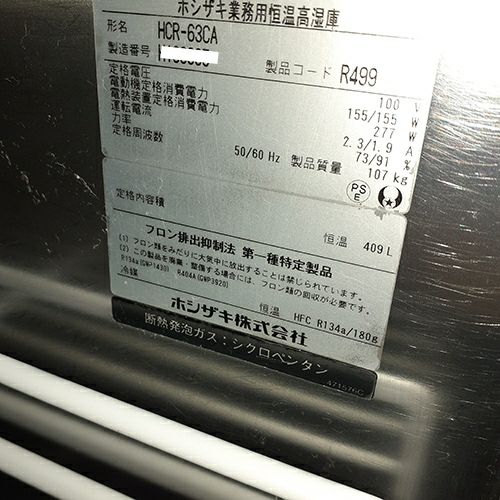 ホシザキ業務用恒温高湿庫
形名 HCR-63CA
製造番号
製品コード R499
定格電圧 100 V
電動機定格消費電力 155/155 W
電熱装置定格消費電力 277 W
運転電流 2.3/1.9 A
力率 73/91 %
定格周波数 50/60 Hz 製品質量 107 kg
PSE
定格内容積 恒温 409 L
フロン排出抑制法 第一種特定製品
(1) フロン類をみだりに大気中に放出することは禁じられています。
(2) この製品を廃棄・整備する場合には、フロン類の回収が必要です。
R134a(GWP1430) R404A(GWP3920)
冷媒 恒温 HFC R134a/180g
ホシザキ株式会社
断熱発泡ガス:シクロペンタン
471576C